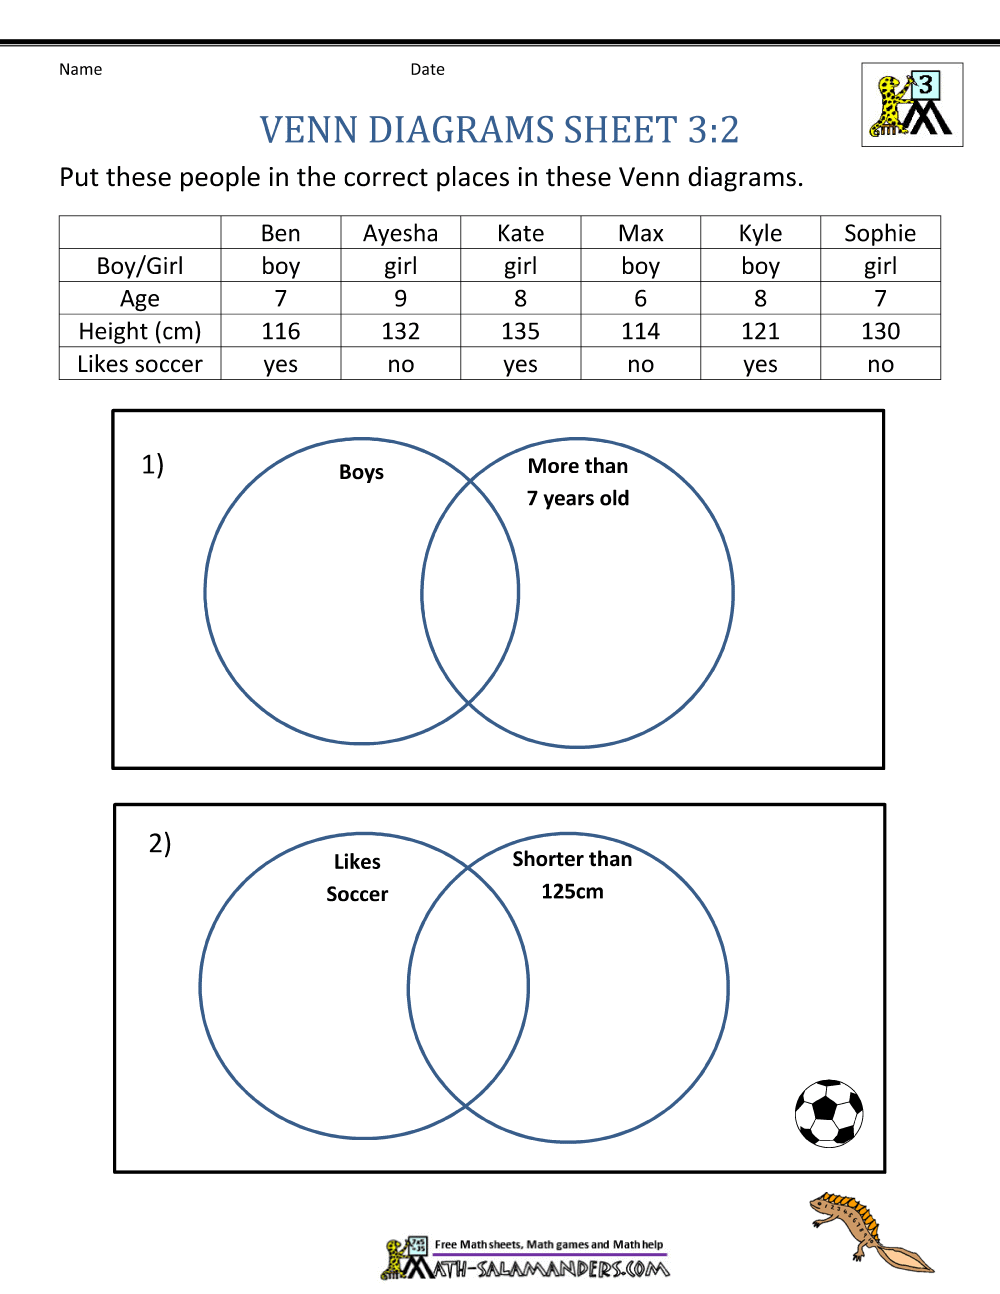 Name Date
3
VENN DIAGRAMS SHEET 3:2
Put these people in the correct places in these Venn diagrams.
Ben Ayesha Kate Max Kyle Sophie
Boy/Girl boy girl girl boy boy girl
Age 7 9 8 6 8 7
Height (cm) 116 132 135 114 121 130
Likes soccer yes no yes no yes no
1)
Boys
More than
7 years old
2)
Likes
Soccer
Shorter than
125cm
Free Math sheets, Math games and Math help
MATH-SALAMANDERS.COM